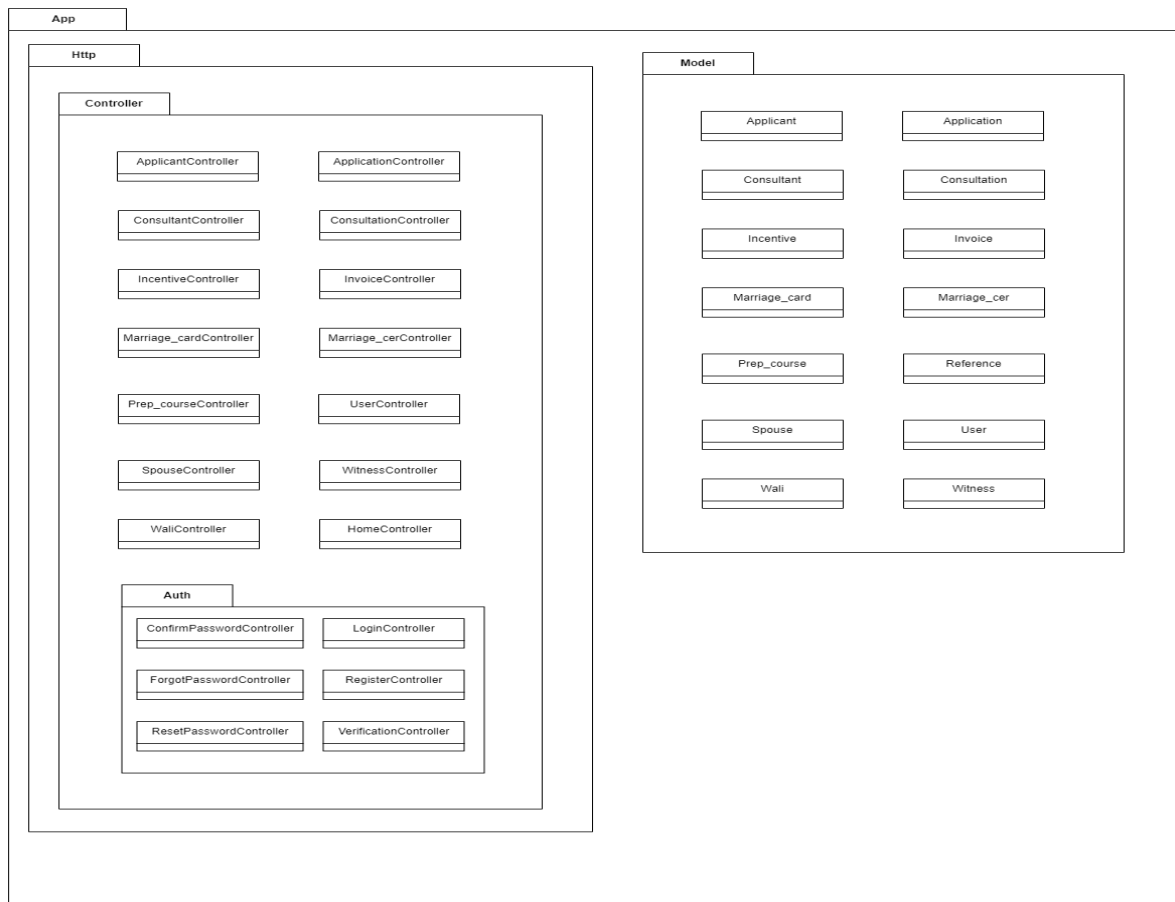 App
Http
Model
Controller
Applicant
Application
ApplicantController
ApplicationController
Consultant
Consultation
ConsultantController
ConsultationController
Incentive
Invoice
IncentiveController
InvoiceController
Marriage_card
Marriage_cer
Marriage_cardController
Marriage_cerController
Prep_course
Reference
Prep_courseController
UserController
Spouse
User
SpouseController
WitnessController
Wali
Witness
WaliController
HomeController
Auth
ConfirmPasswordController
LoginController
ForgotPasswordController
RegisterController
ResetPasswordController
VerificationController